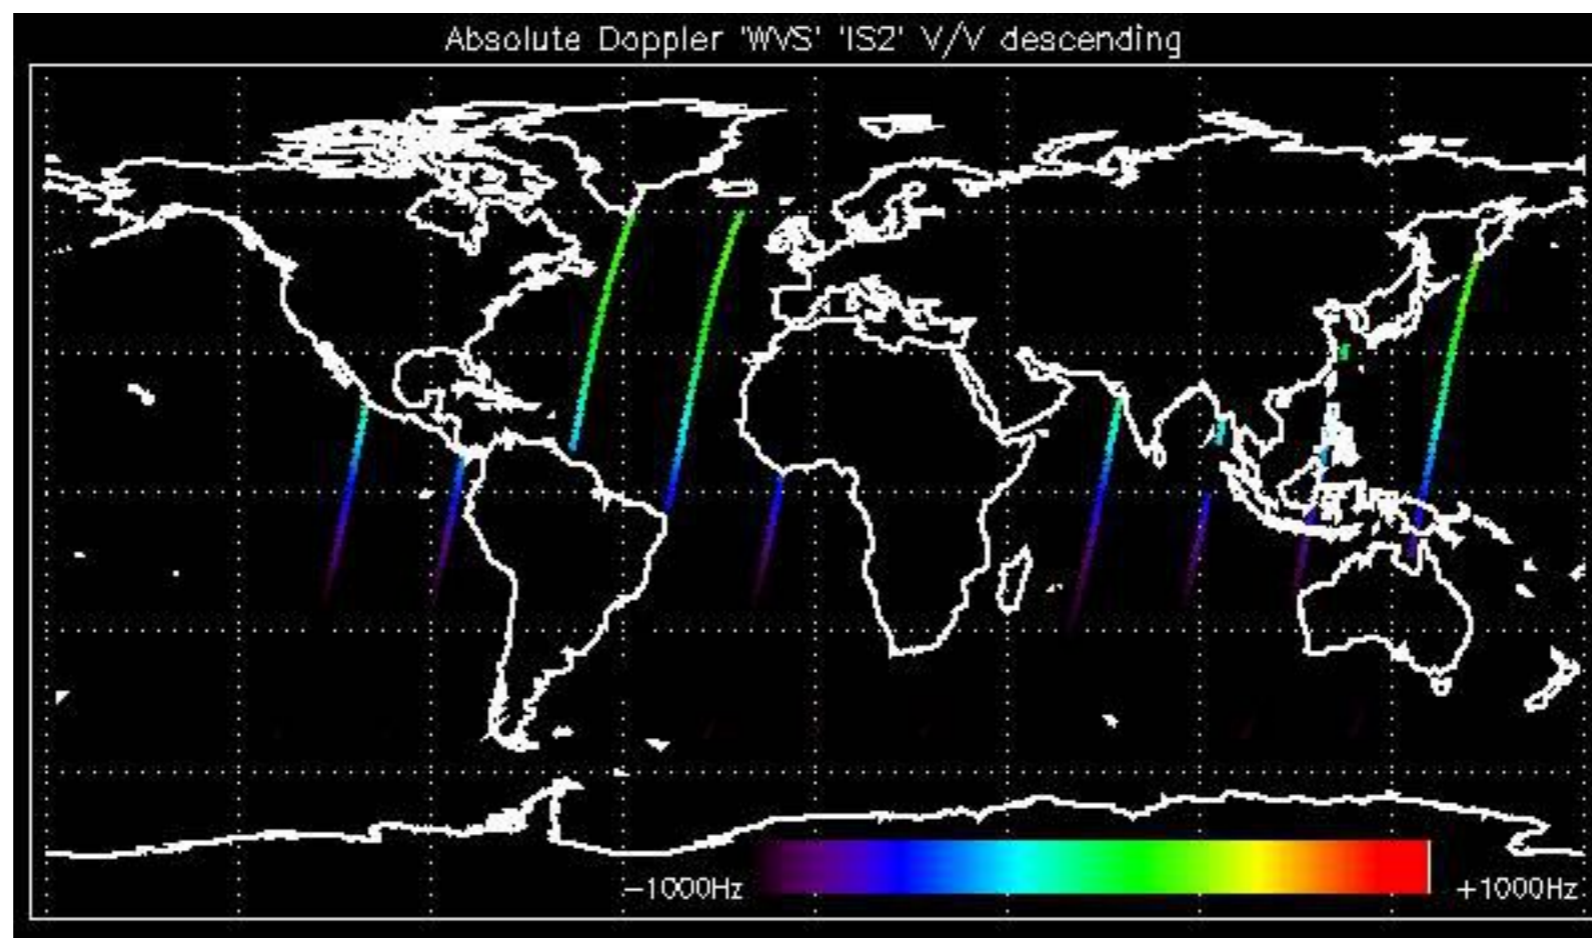 Absolute Doppler 'WVS' 'IS2' V/V descending
−1000Hz +1000Hz